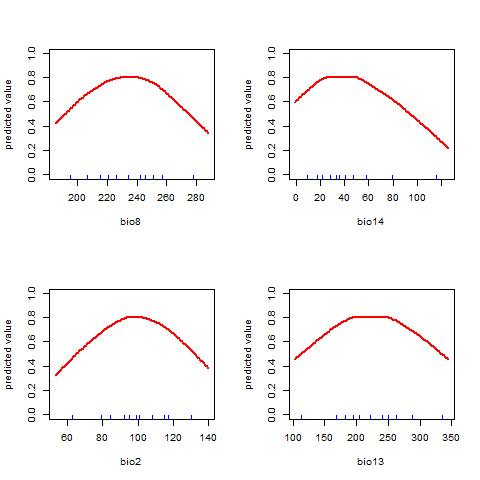 predicted value
0.0 0.2 0.4 0.6 0.8 1.0
200 220 240 260 280
bio8
predicted value
0.0 0.2 0.4 0.6 0.8 1.0
0 20 40 60 80 100
bio14
predicted value
0.0 0.2 0.4 0.6 0.8 1.0
60 80 100 120 140
bio2
predicted value
0.0 0.2 0.4 0.6 0.8 1.0
100 150 200 250 300 350
bio13